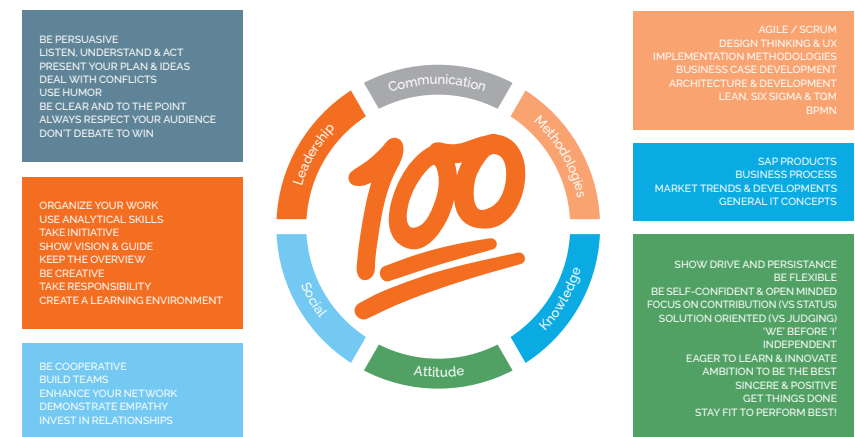 BE PERSUASIVE
LISTEN, UNDERSTAND & ACT
PRESENT YOUR PLAN & IDEAS
DEAL WITH CONFLICTS
USE HUMOR
BE CLEAR AND TO THE POINT
ALWAYS RESPECT YOUR AUDIENCE
DON'T DEBATE TO WIN
ORGANIZE YOUR WORK
USE ANALYTICAL SKILLS
TAKE INITIATIVE
SHOW VISION & GUIDE
KEEP THE OVERVIEW
BE CREATIVE
TAKE RESPONSIBILITY
CREATE A LEARNING ENVIRONMENT
BE COOPERATIVE
BUILD TEAMS
ENHANCE YOUR NETWORK
DEMONSTRATE EMPATHY
INVEST IN RELATIONSHIPS
Communication
Leadership
Methodologies
100
Social
Knowledge
Attitude
AGILE / SCRUM
DESIGN THINKING & UX
IMPLEMENTATION METHODOLOGIES
BUSINESS CASE DEVELOPMENT
ARCHITECTURE & DEVELOPMENT
LEAN, SIX SIGMA & TQM
BPMN
SAP PRODUCTS
BUSINESS PROCESS
MARKET TRENDS & DEVELOPMENTS
GENERAL IT CONCEPTS
SHOW DRIVE AND PERSISTANCE
BE FLEXIBLE
BE SELF-CONFIDENT & OPEN MINDED
FOCUS ON CONTRIBUTION (VS STATUS)
SOLUTION ORIENTED (VS JUDGING)
'WE' BEFORE 'I'
INDEPENDENT
EAGER TO LEARN & INNOVATE
AMBITION TO BE THE BEST
SINCERE & POSITIVE
GET THINGS DONE
STAY FIT TO PERFORM BEST!